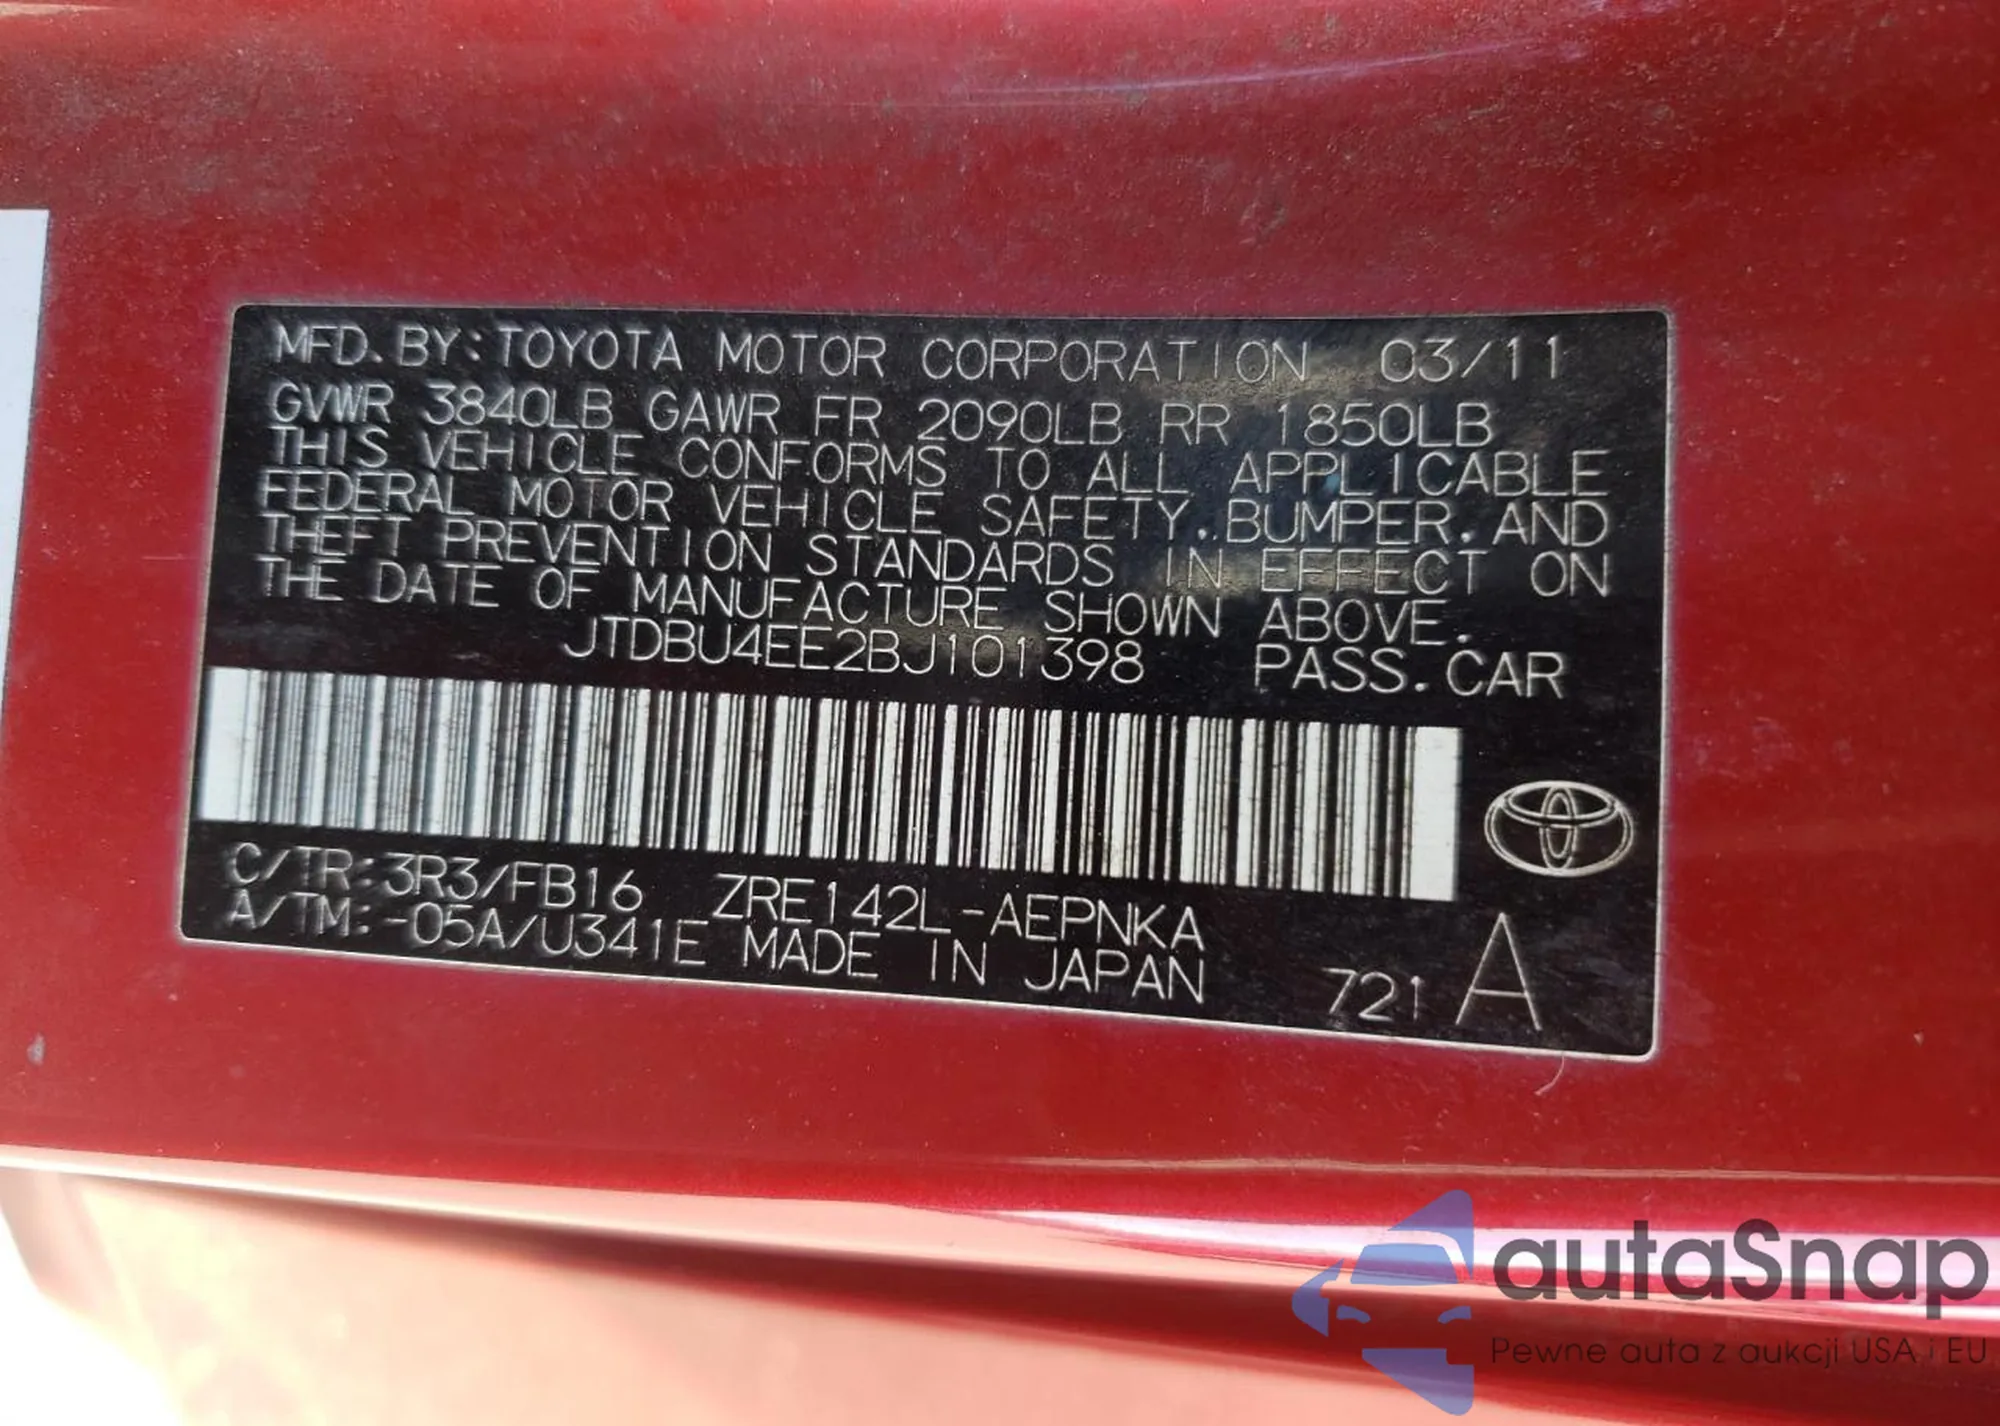 MFD. BY: TOYOTA MOTOR CORPORATION 03/11
GVWR 3840LB GAWR FR 2090LB RR 1850LB
THIS VEHICLE CONFORMS TO ALL APPLICABLE
FEDERAL MOTOR VEHICLE SAFETY, BUMPER, AND
THEFT PREVENTION STANDARDS IN EFFECT ON
THE DATE OF MANUFACTURE SHOWN ABOVE.
JTDBU4EE2BJ101398 PASS. CAR
C/TR: 3R3/FB16 ZRE142L-AEPNKA
A/TM: -05A/U341E MADE IN JAPAN 721 A
autaSnap
Pewne auta z aukcji USA i EU